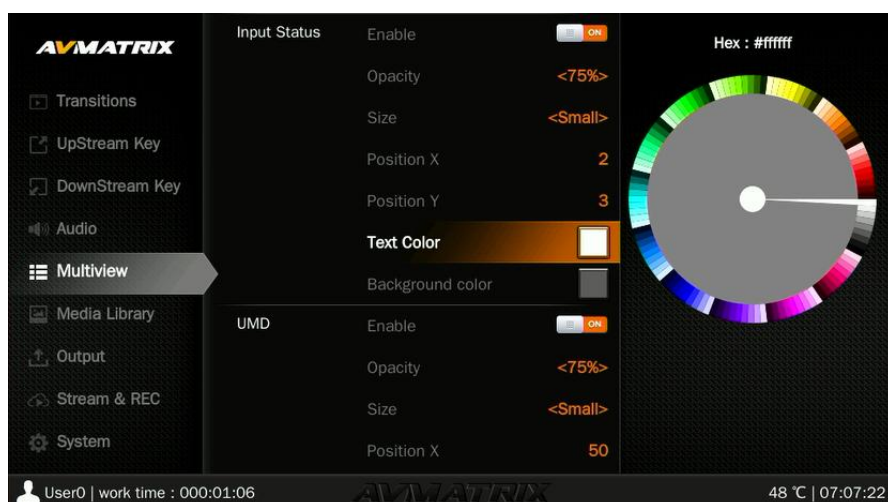 AVMATRIX
Transitions
UpStream Key
DownStream Key
Audio
Multiview
Media Library
Output
Stream & REC
System
Input Status
Enable ON
Opacity <75%>
Size <Small>
Position X 2
Position Y 3
Text Color
Background color
UMD
Enable ON
Opacity <75%>
Size <Small>
Position X 50
Hex : #ffffff
User0 | work time : 000:01:06
AVMATRIX
48 ℃ | 07:07:22